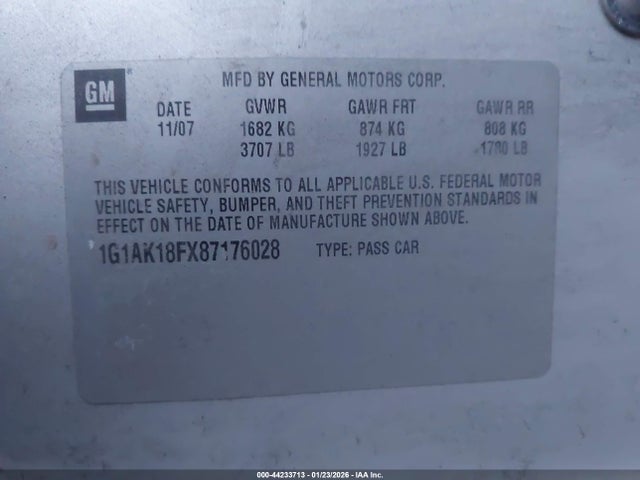 GM
MFD BY GENERAL MOTORS CORP.
DATE GVWR GAWR FRT GAWR RR
11/07 1682 KG 874 KG 808 KG
3707 LB 1927 LB 1780 LB
THIS VEHICLE CONFORMS TO ALL APPLICABLE U.S. FEDERAL MOTOR
VEHICLE SAFETY, BUMPER, AND THEFT PREVENTION STANDARDS IN
EFFECT ON THE DATE OF MANUFACTURE SHOWN ABOVE.
1G1AK18FX87176028 TYPE: PASS CAR
000-44233713 - 01/23/2026 - IAA Inc.